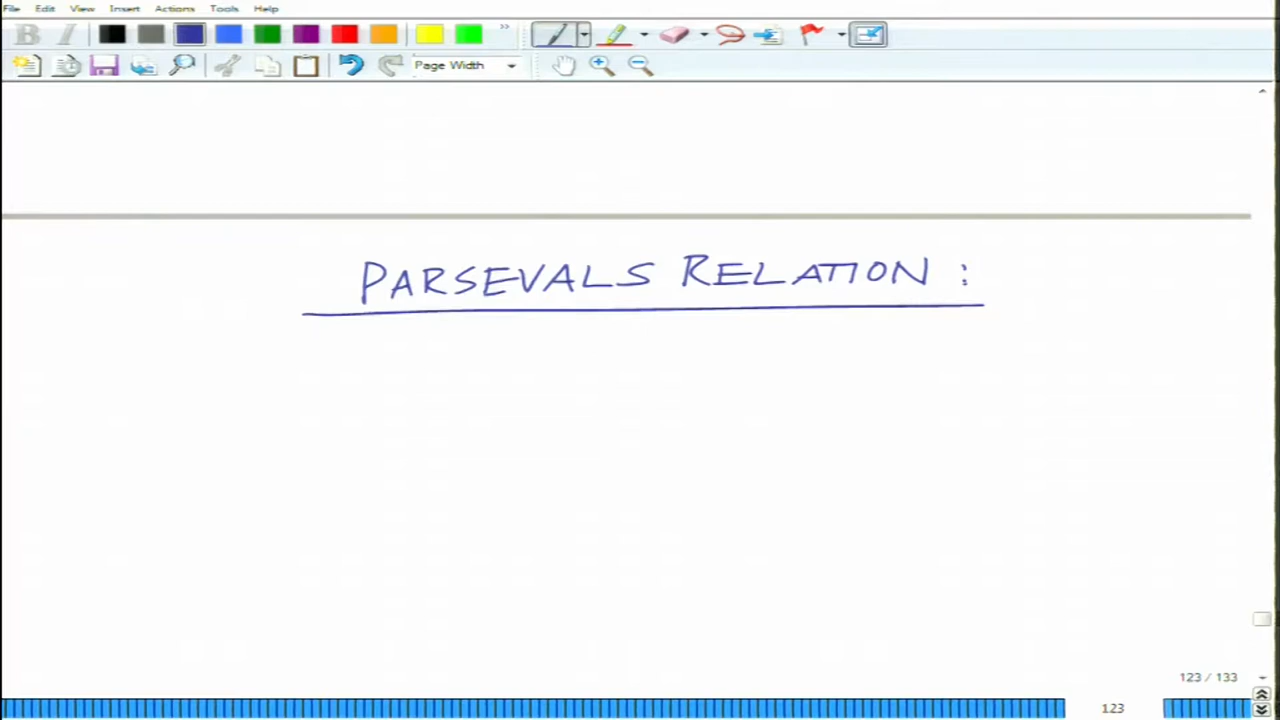 File Edit View Insert Actions Tools Help
B I
Page Width
PARSEVALS RELATION :
123 / 133
123